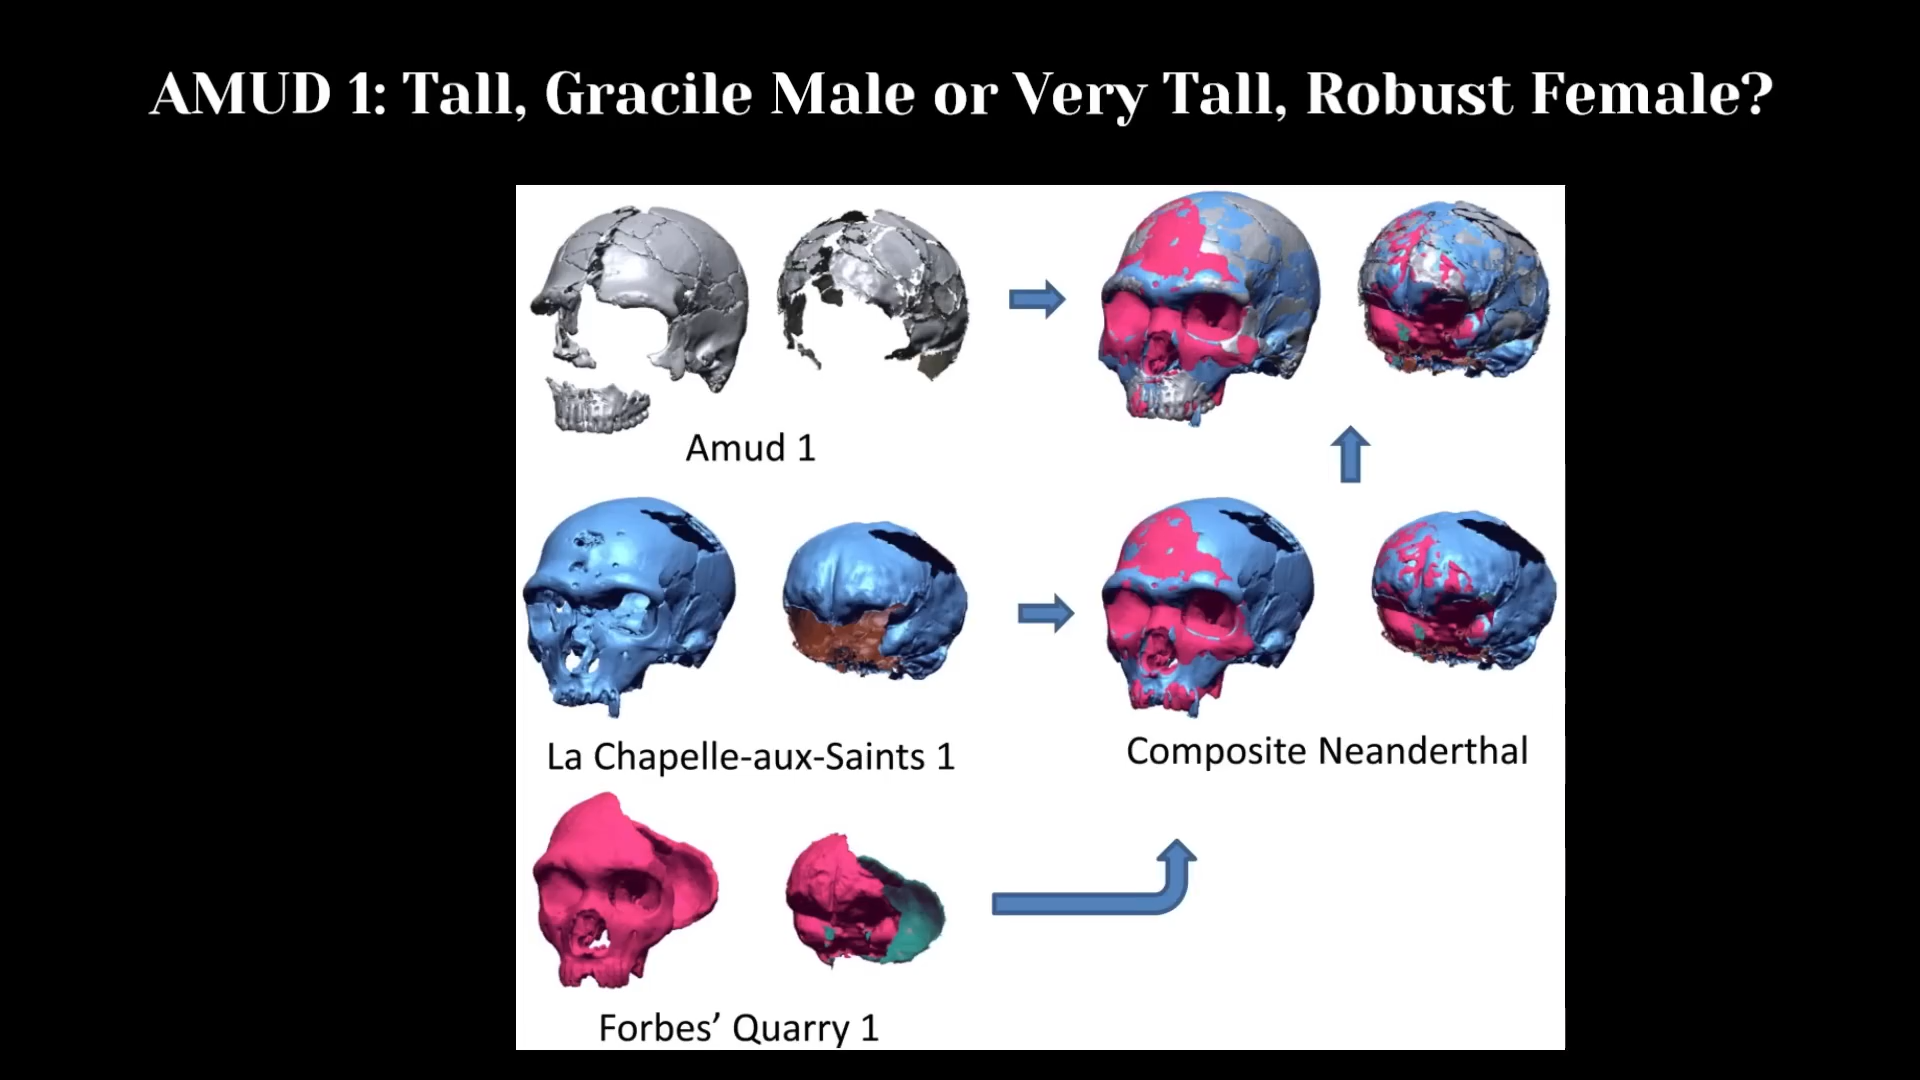 AMUD 1: Tall, Gracile Male or Very Tall, Robust Female?
Amud 1
La Chapelle-aux-Saints 1
Composite Neanderthal
Forbes’ Quarry 1